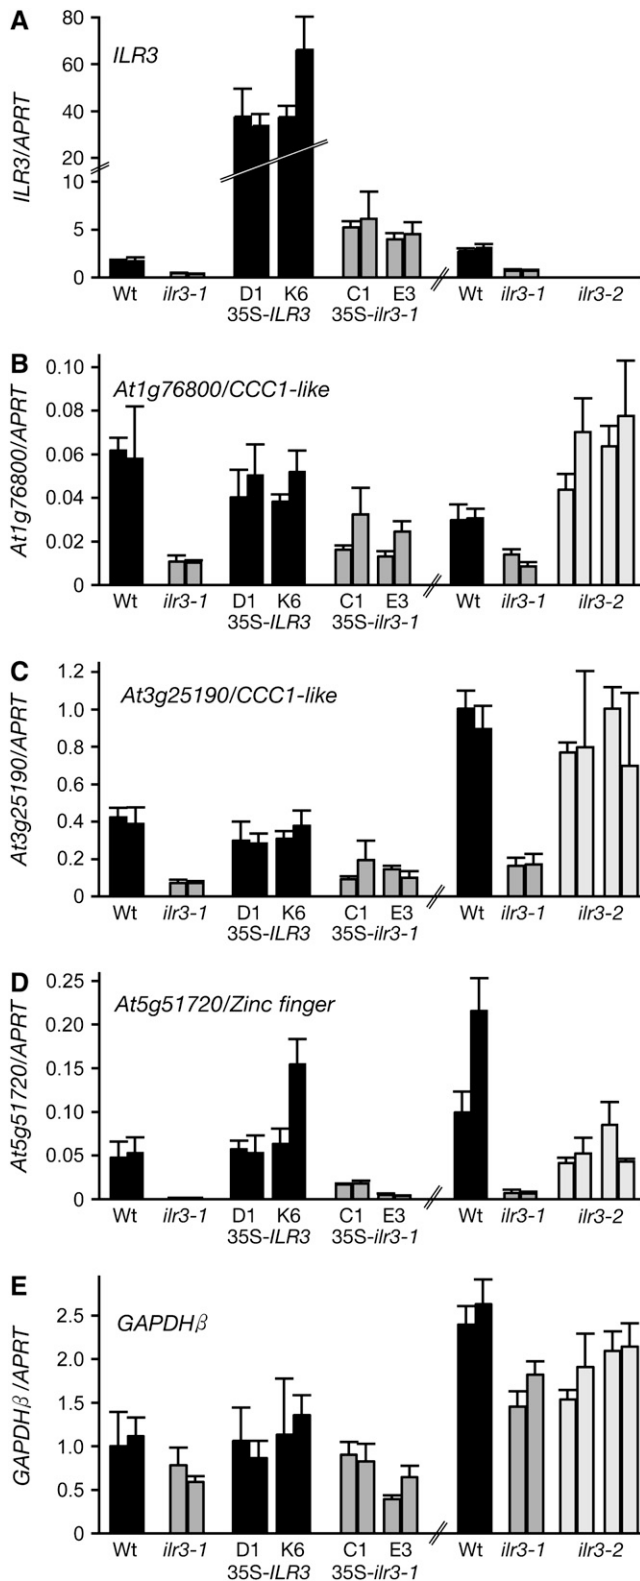 A
ILR3
ILR3/APRT
80
60
40
20
10
5
0
Wt ilr3-1 D1 K6 C1 E3 Wt ilr3-1 ilr3-2
35S-ILR3 35S-ilr3-1
B
At1g76800/CCC1-like
At1g76800/APRT
0.10
0.08
0.06
0.04
0.02
0
Wt ilr3-1 D1 K6 C1 E3 Wt ilr3-1 ilr3-2
35S-ILR3 35S-ilr3-1
C
At3g25190/CCC1-like
At3g25190/APRT
1.2
1.0
0.8
0.6
0.4
0.2
0
Wt ilr3-1 D1 K6 C1 E3 Wt ilr3-1 ilr3-2
35S-ILR3 35S-ilr3-1
D
At5g51720/Zinc finger
At5g51720/APRT
0.25
0.20
0.15
0.10
0.05
0
Wt ilr3-1 D1 K6 C1 E3 Wt ilr3-1 ilr3-2
35S-ILR3 35S-ilr3-1
E
GAPDHβ
GAPDHβ/APRT
2.5
2.0
1.5
1.0
0.5
0
Wt ilr3-1 D1 K6 C1 E3 Wt ilr3-1 ilr3-2
35S-ILR3 35S-ilr3-1